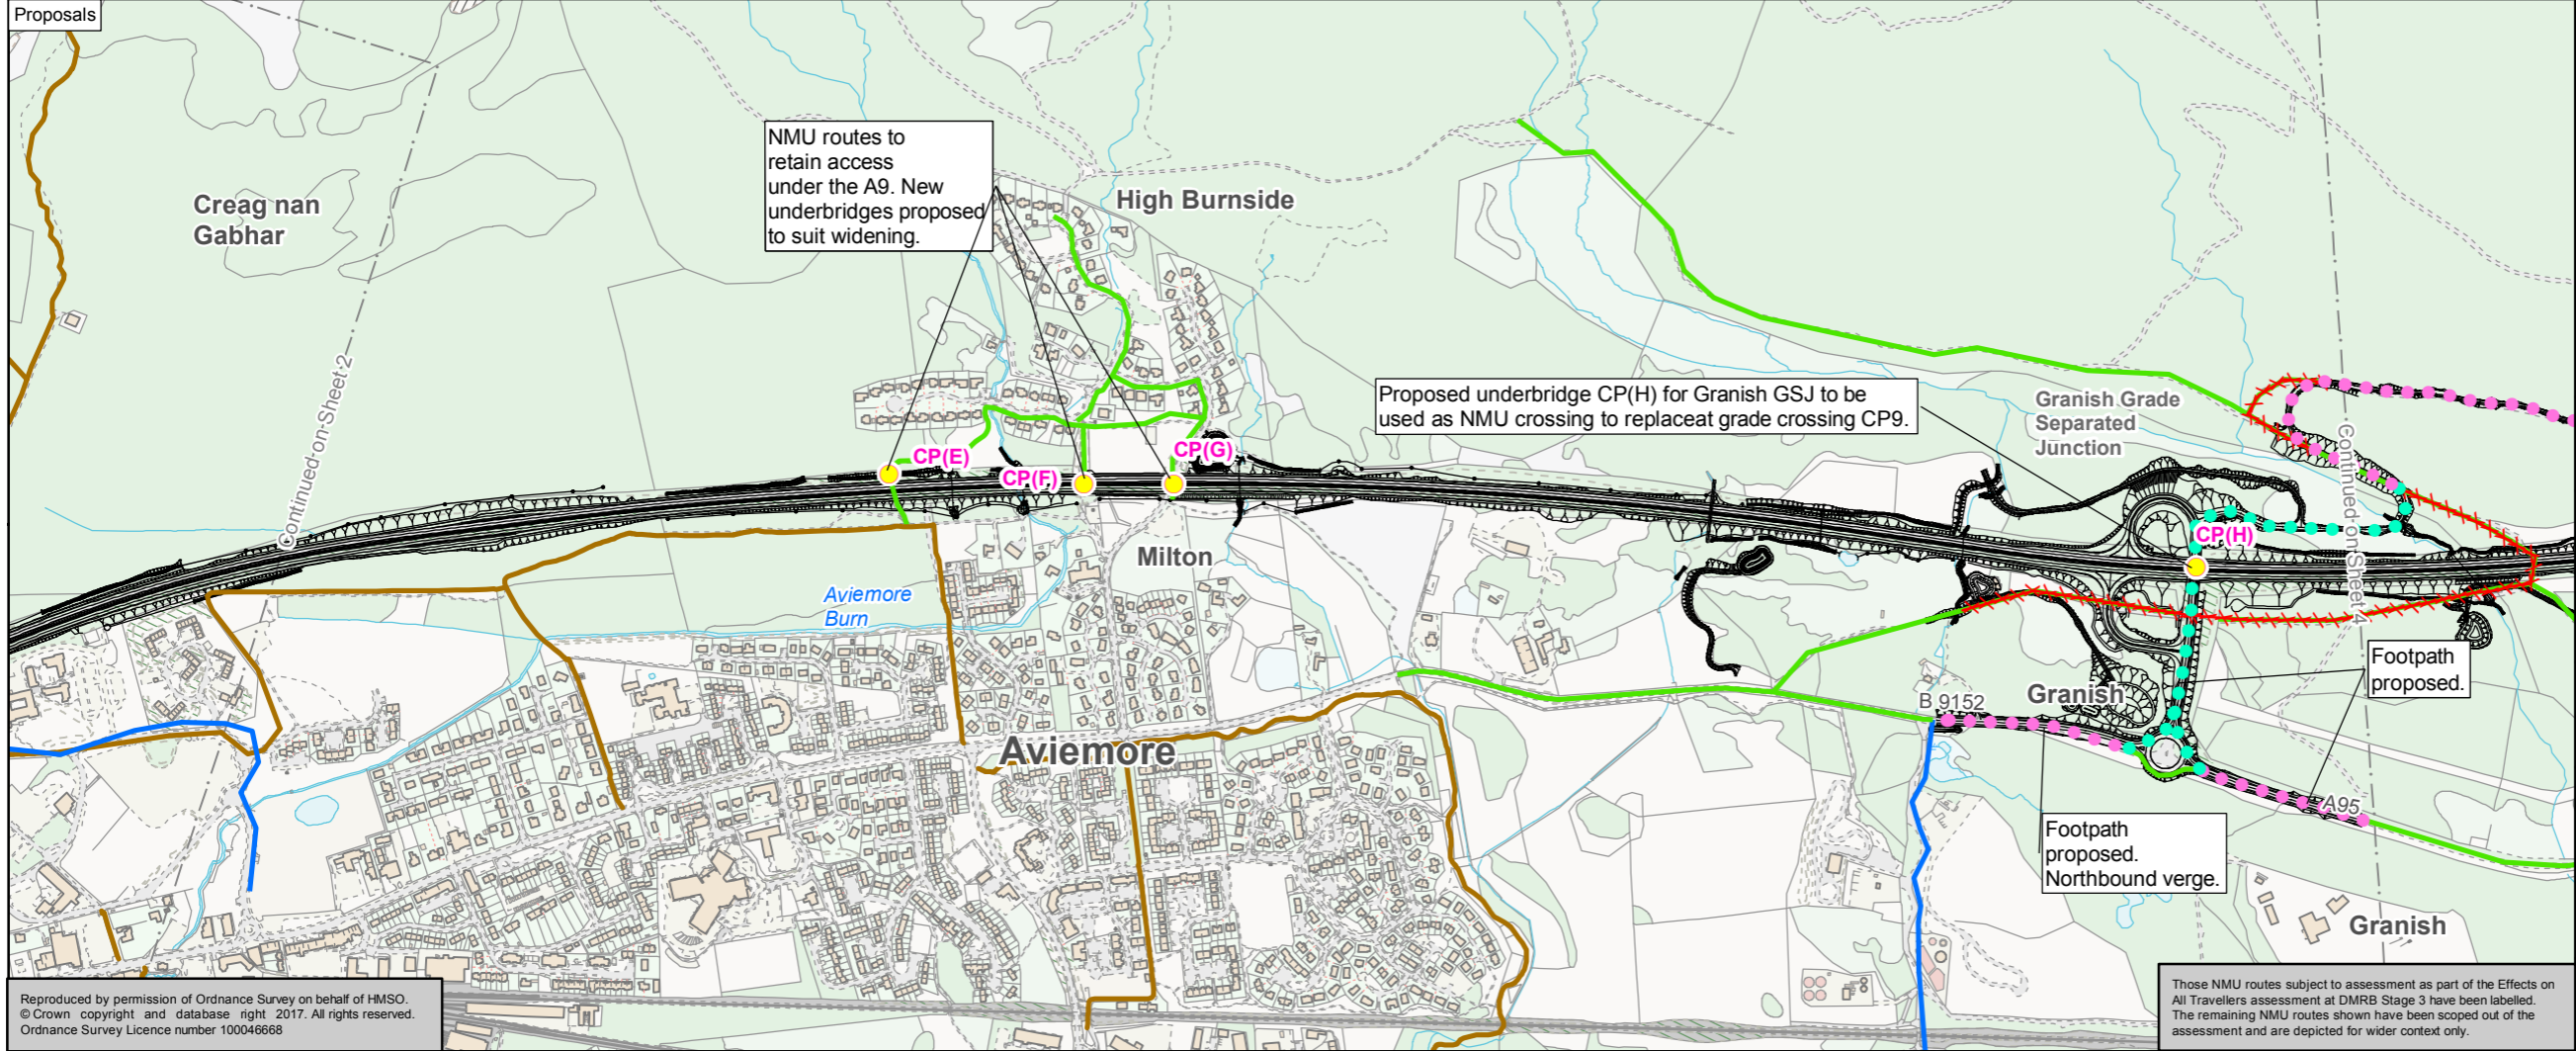 Proposals
NMU routes to
retain access
under the A9. New
underbridges proposed
to suit widening.
High Burnside
Creag nan
Gabhar
Continued-on-Sheet-2
Proposed underbridge CP(H) for Granish GSJ to be
used as NMU crossing to replaceat grade crossing CP9.
Granish Grade
Separated
Junction
Continued on Sheet 4
CP(E)
CP(F)
CP(G)
CP(H)
Milton
Aviemore
Burn
Footpath
proposed.
Granish
B 9152
Aviemore
A95
Footpath
proposed.
Northbound verge.
Granish
Reproduced by permission of Ordnance Survey on behalf of HMSO.
© Crown copyright and database right 2017. All rights reserved.
Ordnance Survey Licence number 100046668
Those NMU routes subject to assessment as part of the Effects on
All Travellers assessment at DMRB Stage 3 have been labelled.
The remaining NMU routes shown have been scoped out of the
assessment and are depicted for wider context only.